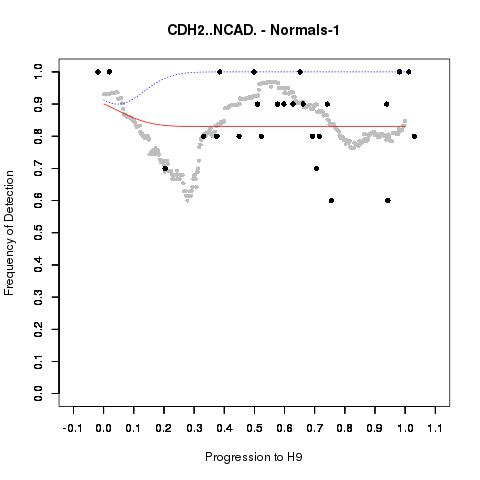 CDH2..NCAD. - Normals-1
Frequency of Detection
1.0
0.9
0.8
0.7
0.6
0.5
0.4
0.3
0.2
0.1
0.0
-0.1 0.0 0.1 0.2 0.3 0.4 0.5 0.6 0.7 0.8 0.9 1.0 1.1
Progression to H9